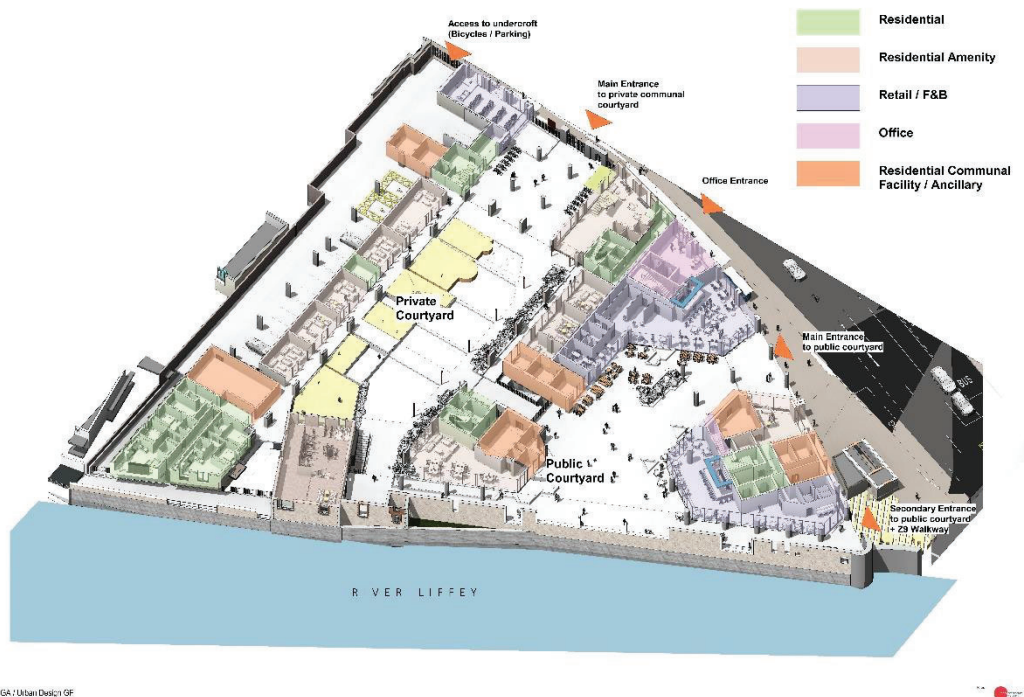 Access to undercroft
(Bicycles / Parking)
Main Entrance
to private communal
courtyard
Office Entrance
Main Entrance
to public courtyard
Secondary Entrance
to public courtyard
+ Z9 Walkway
Private
Courtyard
Public
Courtyard
BUS
RIVER LIFFEY
Residential
Residential Amenity
Retail / F&B
Office
Residential Communal
Facility / Ancillary
GA / Urban Design GF